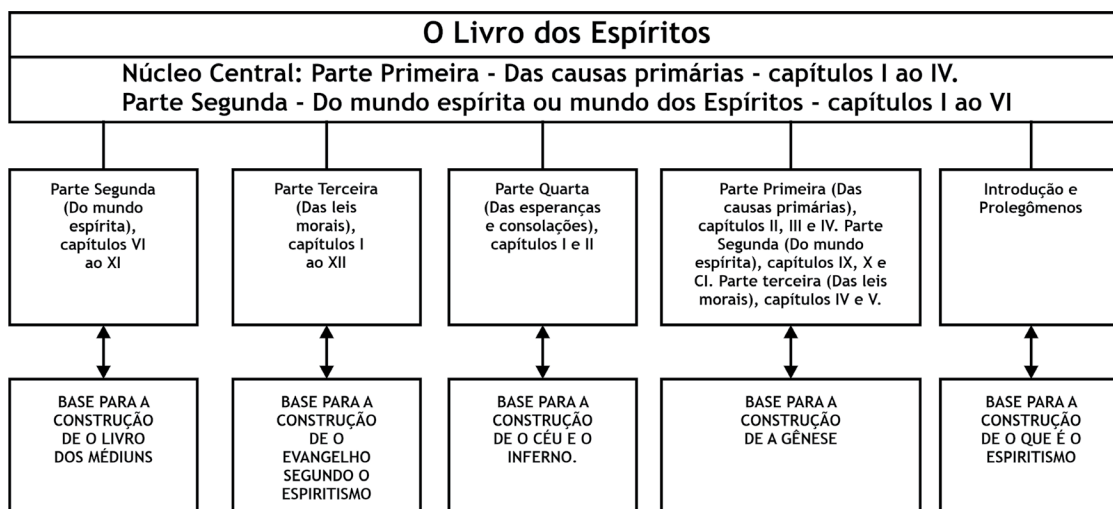 O Livro dos Espíritos
Núcleo Central: Parte Primeira - Das causas primárias - capítulos I ao IV.
Parte Segunda - Do mundo espírita ou mundo dos Espíritos - capítulos I ao VI
Parte Segunda
(Do mundo
espírita),
capítulos VI
ao XI
Parte Terceira
(Das leis
morais),
capítulos I
ao XII
Parte Quarta
(Das esperanças
e consolações),
capítulos I e II
Parte Primeira (Das
causas primárias),
capítulos II, III e IV. Parte
Segunda (Do mundo
espírita), capítulos IX, X e
CI. Parte terceira (Das leis
morais), capítulos IV e V.
Introdução e
Prolegômenos
BASE PARA A
CONSTRUÇÃO
DE O LIVRO
DOS MÉDIUNS
BASE PARA A
CONSTRUÇÃO
DE O
EVANGELHO
SEGUNDO O
ESPIRITISMO
BASE PARA A
CONSTRUÇÃO
DE O CÉU E O
INFERNO.
BASE PARA A
CONSTRUÇÃO
DE A GÊNESE
BASE PARA A
CONSTRUÇÃO
DE O QUE É O
ESPIRITISMO